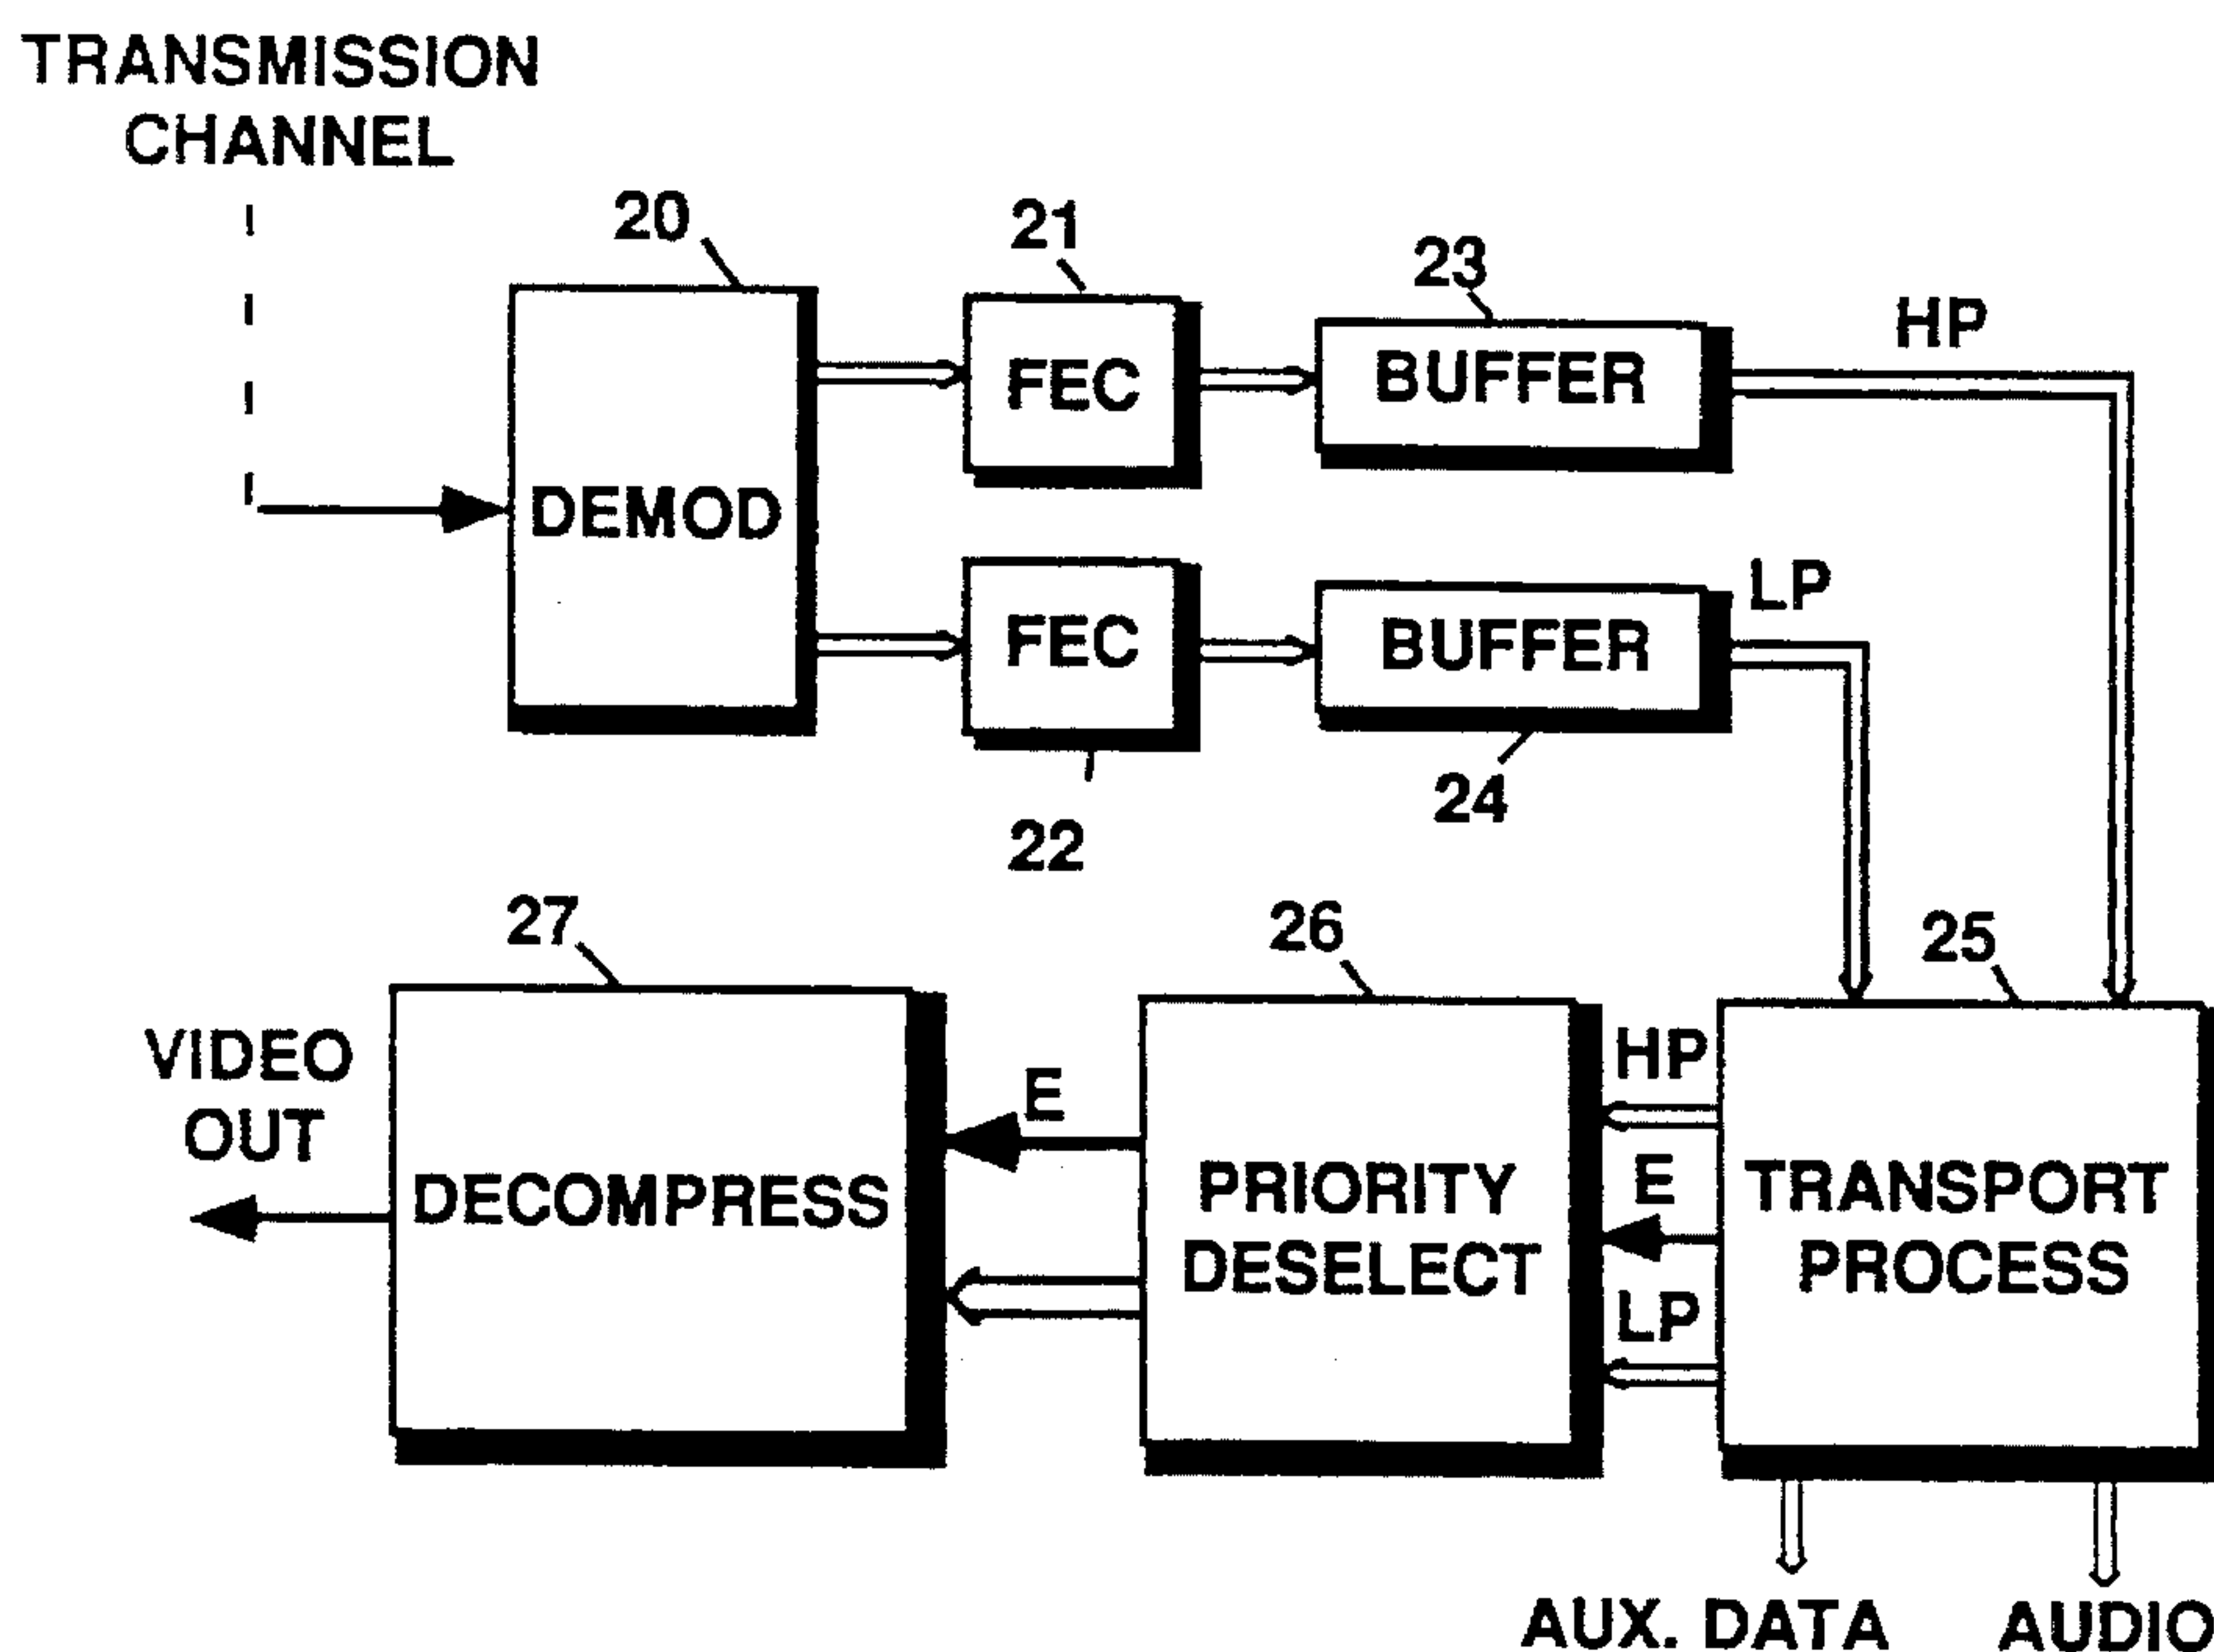 TRANSMISSION
CHANNEL
20
21
23
HP
FEC
BUFFER
DEMOD
LP
FEC
BUFFER
24
22
27
26
25
VIDEO
OUT
E
HP
DECOMPRESS
PRIORITY
DESELECT
E
TRANSPORT
PROCESS
LP
AUX. DATA
AUDIO